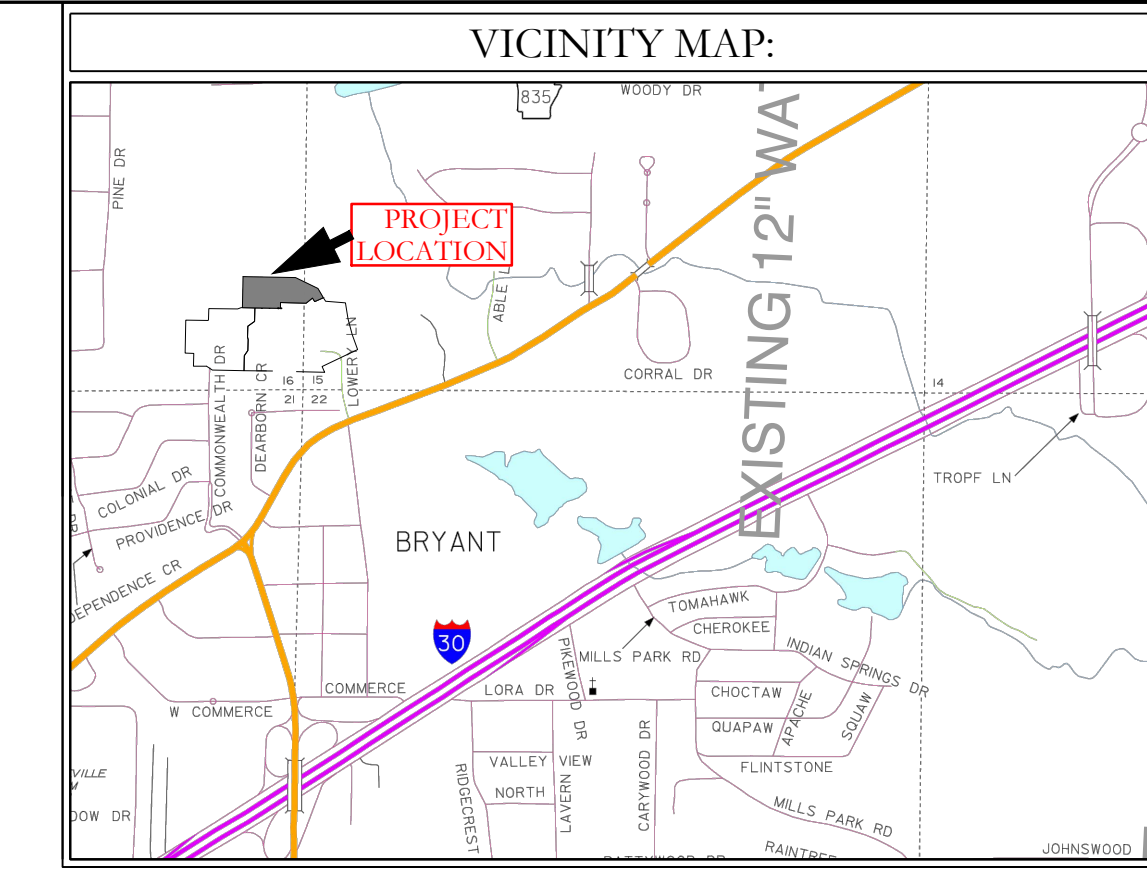 VICINITY MAP:
835
WOODY DR
PINE DR
PROJECT
LOCATION
EXISTING 12" WA
ABLE L
LOWERY LN
CORRAL DR
COMMONWEALTH DR
DEARBORN CR
16 15
21 22
14
TROPF LN
COLONIAL DR
PROVIDENCE DR
DEPENDENCE CR
BRYANT
30
TOMAHAWK
CHEROKEE
MILLS PARK RD
INDIAN SPRINGS DR
PIKEWOOD DR
COMMERCE
LORA DR
CHOCTAW
W COMMERCE
QUAPAW
APACHE
SQUAW
VALLEY VIEW
FLINTSTONE
VILLE
M
NORTH
RIDGECREST
LAVERN
CARYWOOD DR
DOW DR
MILLS PARK RD
RAINTREE
JOHNSWOOD